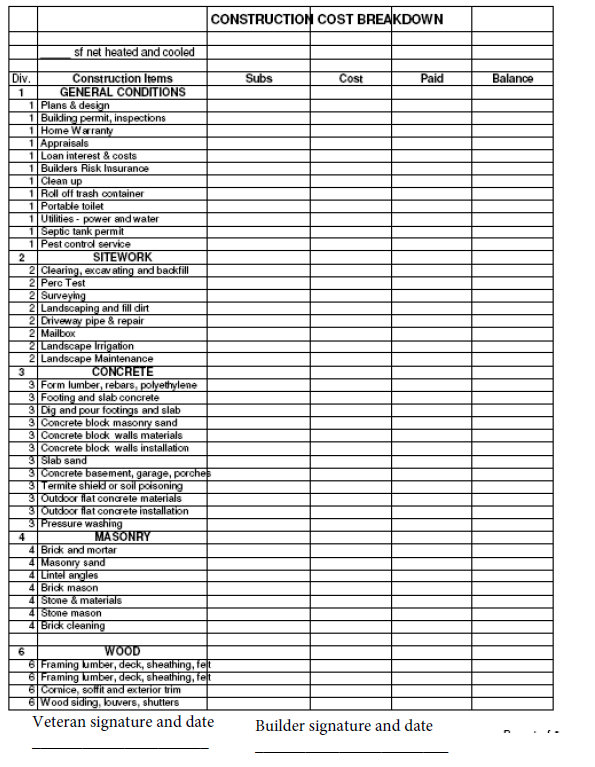 CONSTRUCTION COST BREAKDOWN
_____ sf net heated and cooled
Div. Construction Items Subs Cost Paid Balance
1 GENERAL CONDITIONS
1 Plans & design
1 Building permit, inspections
1 Home Warranty
1 Appraisals
1 Loan interest & costs
1 Builders Risk Insurance
1 Clean up
1 Roll off trash container
1 Portable toilet
1 Utilities - power and water
1 Septic tank permit
1 Pest control service
2 SITEWORK
2 Clearing, excavating and backfill
2 Perc Test
2 Surveying
2 Landscaping and fill dirt
2 Driveway pipe & repair
2 Mailbox
2 Landscape Irrigation
2 Landscape Maintenance
3 CONCRETE
3 Form lumber, rebars, polyethylene
3 Footing and slab concrete
3 Dig and pour footings and slab
3 Concrete block masonry sand
3 Concrete block walls materials
3 Concrete block walls installation
3 Slab sand
3 Concrete basement, garage, porches
3 Termite shield or soil poisoning
3 Outdoor flat concrete materials
3 Outdoor flat concrete installation
3 Pressure washing
4 MASONRY
4 Brick and mortar
4 Masonry sand
4 Lintel angles
4 Brick mason
4 Stone & materials
4 Stone mason
4 Brick cleaning
6 WOOD
6 Framing lumber, deck, sheathing, felt
6 Framing lumber, deck, sheathing, felt
6 Cornice, soffit and exterior trim
6 Wood siding, louvers, shutters
Veteran signature and date Builder signature and date